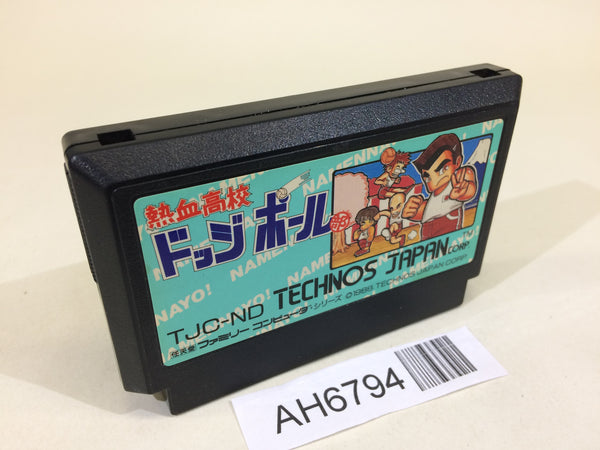 熱血高校
ドッジボール部
NAMENNAYO!
TJC-ND TECHNOS JAPAN CORP.
任天堂 ファミリーコンピュータ・シリーズ ©1988 TECHNOS JAPAN CORP.
AH6794